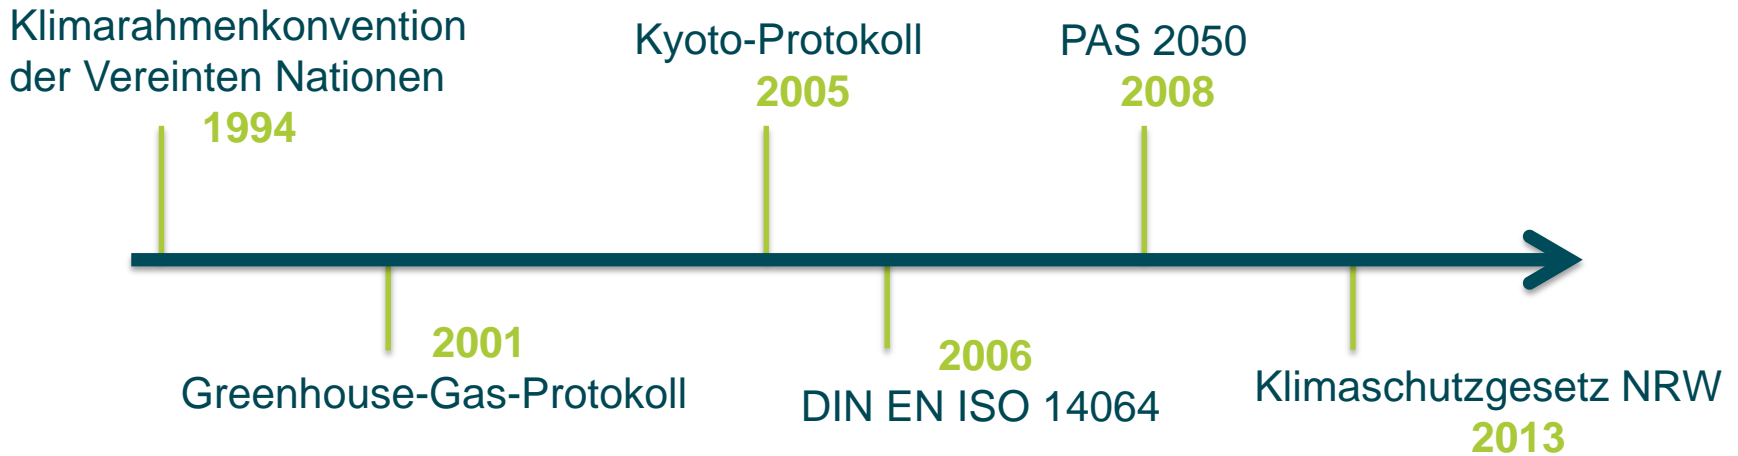 Klimarahmenkonvention
der Vereinten Nationen
1994
Kyoto-Protokoll
2005
PAS 2050
2008
2001
Greenhouse-Gas-Protokoll
2006
DIN EN ISO 14064
Klimaschutzgesetz NRW
2013